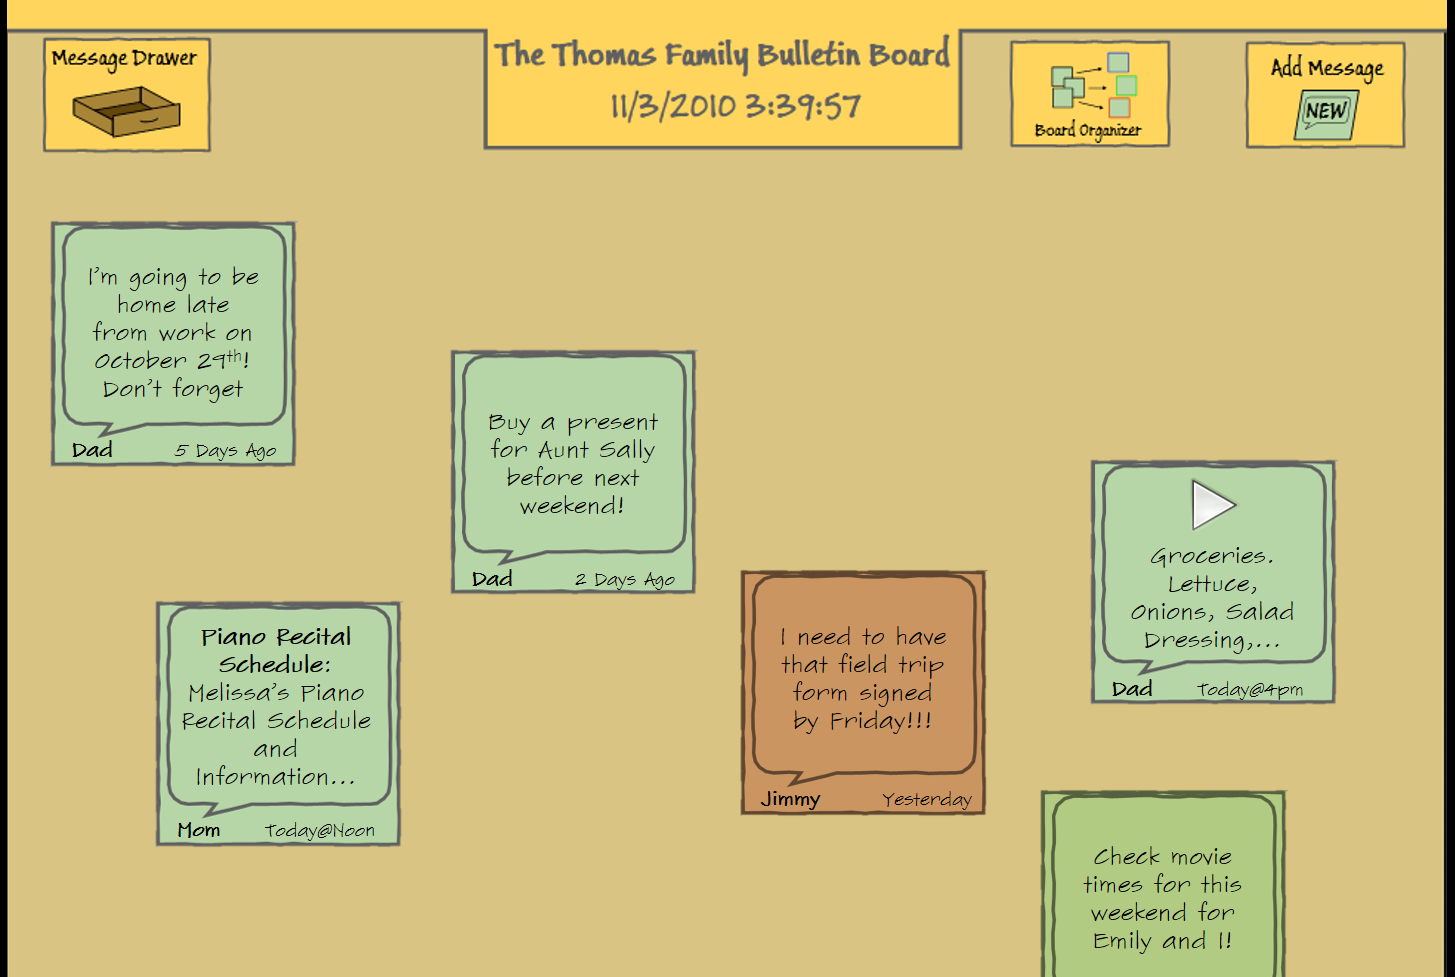 Message Drawer
The Thomas Family Bulletin Board
11/3/2010 3:39:57
Board Organizer
Add Message
NEW
I'm going to be
home late
from work on
October 29th!
Don't forget
Dad 5 Days Ago
Buy a present
for Aunt Sally
before next
weekend!
Dad 2 Days Ago
Groceries.
Lettuce,
Onions, Salad
Dressing,...
Dad Today@4pm
Piano Recital
Schedule:
Melissa's Piano
Recital Schedule
and
Information...
Mom Today@Noon
I need to have
that field trip
form signed
by Friday!!!
Jimmy Yesterday
Check movie
times for this
weekend for
Emily and I!